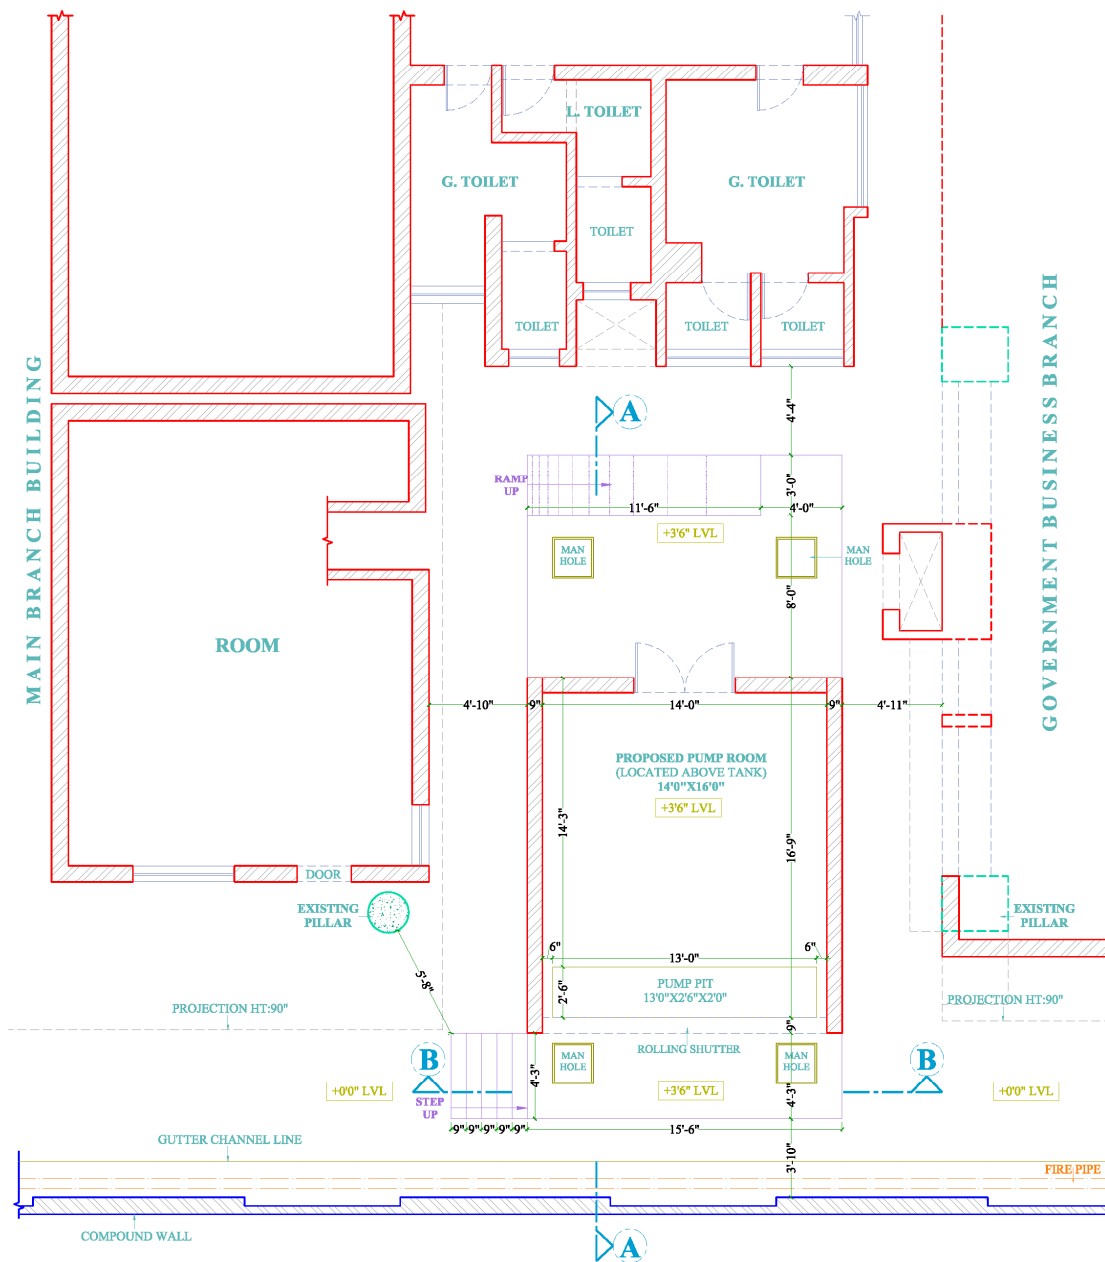 L. TOILET
G. TOILET
G. TOILET
TOILET
TOILET
TOILET
TOILET
MAIN BRANCH BUILDING
GOVERNMENT BUSINESS BRANCH
A
4'-4"
RAMP
UP
3'-0"
11'-6"
4'-0"
+3'6" LVL
MAN
HOLE
MAN
HOLE
8'-0"
ROOM
4'-10"
9"
14'-0"
9"
4'-11"
PROPOSED PUMP ROOM
(LOCATED ABOVE TANK)
14'0"X16'0"
+3'6" LVL
14'-3"
16'-9"
DOOR
EXISTING
PILLAR
EXISTING
PILLAR
6"
13'-0"
6"
5'-8"
2'-6"
PUMP PIT
13'0"X2'6"X2'0"
PROJECTION HT:90"
PROJECTION HT:90"
9"
ROLLING SHUTTER
B
MAN
HOLE
MAN
HOLE
B
4'-3"
+0'0" LVL
+3'6" LVL
4'-3"
+0'0" LVL
STEP
UP
9"
9"
9"
9"
9"
15'-6"
GUTTER CHANNEL LINE
3'-10"
FIRE PIPE
COMPOUND WALL
A